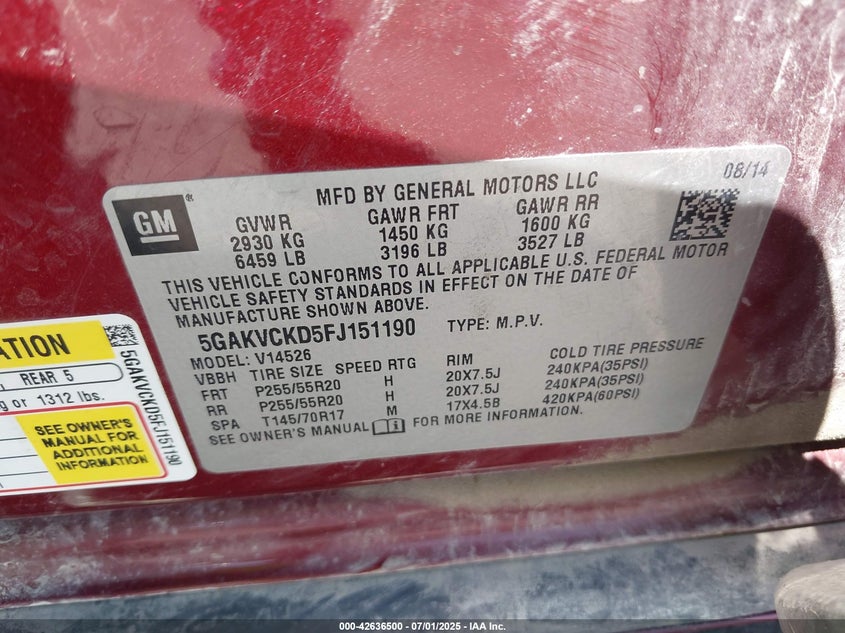 08/14
MFD BY GENERAL MOTORS LLC
GM®
GVWR GAWR FRT GAWR RR
2930 KG 1450 KG 1600 KG
6459 LB 3196 LB 3527 LB
THIS VEHICLE CONFORMS TO ALL APPLICABLE U.S. FEDERAL MOTOR
VEHICLE SAFETY STANDARDS IN EFFECT ON THE DATE OF
MANUFACTURE SHOWN ABOVE.
5GAKVCKD5FJ151190 TYPE: M.P.V.
MODEL: V14526
VBBH TIRE SIZE SPEED RTG RIM COLD TIRE PRESSURE
FRT P255/55R20 H 20X7.5J 240KPA(35PSI)
RR P255/55R20 H 20X7.5J 240KPA(35PSI)
SPA T145/70R17 M 17X4.5B 420KPA(60PSI)
SEE OWNER'S MANUAL FOR MORE INFORMATION.
ATION
REAR 5
g or 1312 lbs.
SEE OWNER'S
MANUAL FOR
ADDITIONAL
INFORMATION
5GAKVCKD5FJ151190
000-42636500 / 07/01/2025 - IAA Inc.